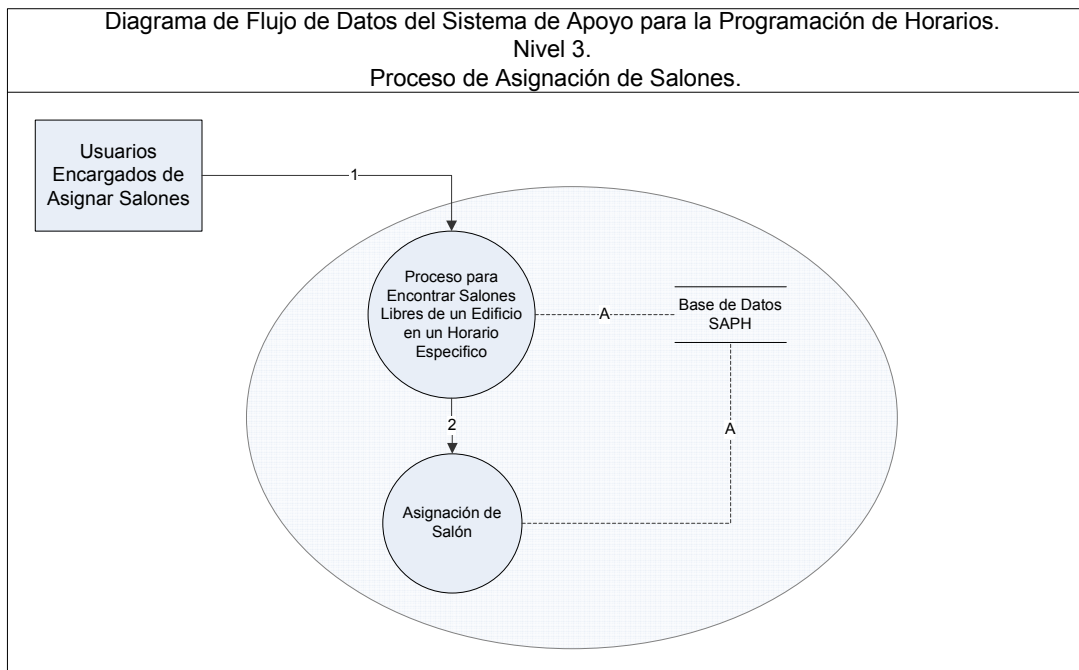 Diagrama de Flujo de Datos del Sistema de Apoyo para la Programación de Horarios.
Nivel 3.
Proceso de Asignación de Salones.
Usuarios
Encargados de
Asignar Salones
1
Proceso para
Encontrar Salones
Libres de un Edificio
en un Horario
Especifico
A
Base de Datos
SAPH
2
A
Asignación de
Salón